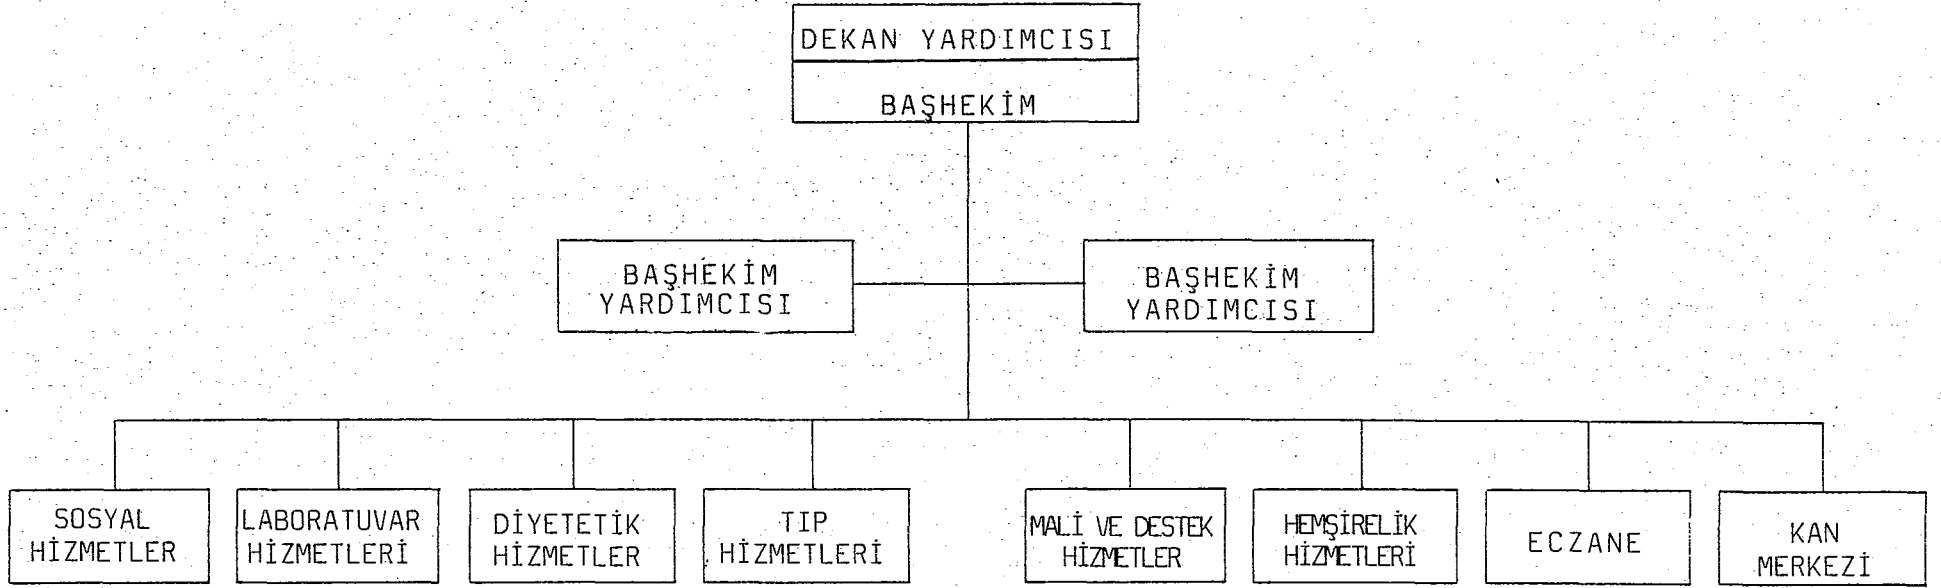 DEKAN YARDIMCISI
BAŞHEKİM
BAŞHEKİM
YARDIMCISI
BAŞHEKİM
YARDIMCISI
SOSYAL
HİZMETLER
LABORATUVAR
HİZMETLERİ
DİYETETİK
HİZMETLER
TIP
HİZMETLERİ
MALİ VE DESTEK
HİZMETLER
HEMŞİRELİK
HİZMETLERİ
ECZANE
KAN
MERKEZİ